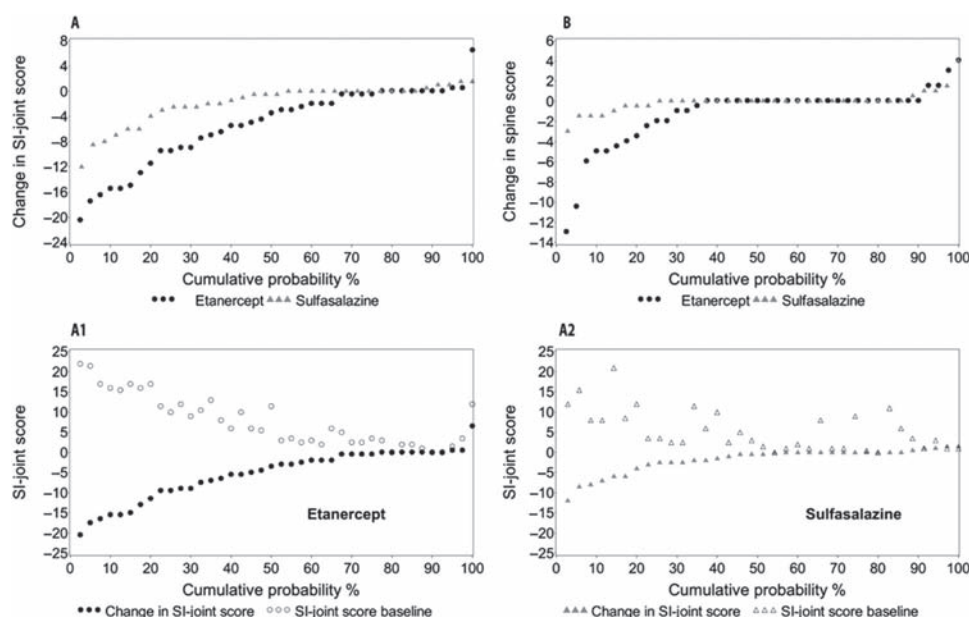 A
Change in SI-joint score
8
4
0
–4
–8
–12
–16
–20
–24
0 10 20 30 40 50 60 70 80 90 100
Cumulative probability %
Etanercept Sulfasalazine
B
Change in spine score
6
4
2
0
–2
–4
–6
–8
–10
–12
–14
0 10 20 30 40 50 60 70 80 90 100
Cumulative probability %
Etanercept Sulfasalazine
A1
SI-joint score
25
20
15
10
5
0
–5
–10
–15
–20
–25
Etanercept
0 10 20 30 40 50 60 70 80 90 100
Cumulative probability %
Change in SI-joint score SI-joint score baseline
A2
SI-joint score
25
20
15
10
5
0
–5
–10
–15
–20
–25
Sulfasalazine
0 10 20 30 40 50 60 70 80 90 100
Cumulative probability %
Change in SI-joint score SI-joint score baseline